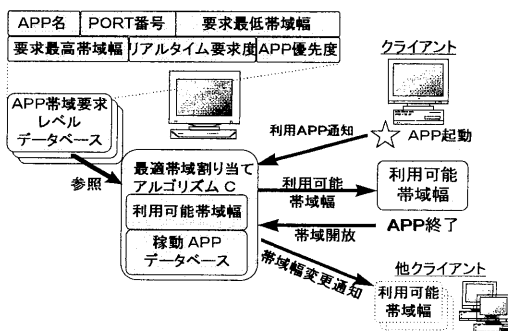 APP名 PORT番号 要求最低帯域幅
要求最高帯域幅 リアルタイム要求度 APP優先度
クライアント
APP帯域要求
レベル
データベース
利用APP通知
APP起動
参照
最適帯域割り当て
アルゴリズム C
利用可能帯域幅
稼動 APP
データベース
利用可能
帯域幅
利用可能
帯域幅
帯域開放
APP終了
帯域幅変更通知
他クライアント
利用可能
帯域幅